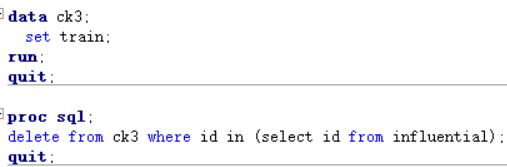 data ck3;
set train;
run;
quit;
proc sql;
delete from ck3 where id in (select id from influential);
quit;